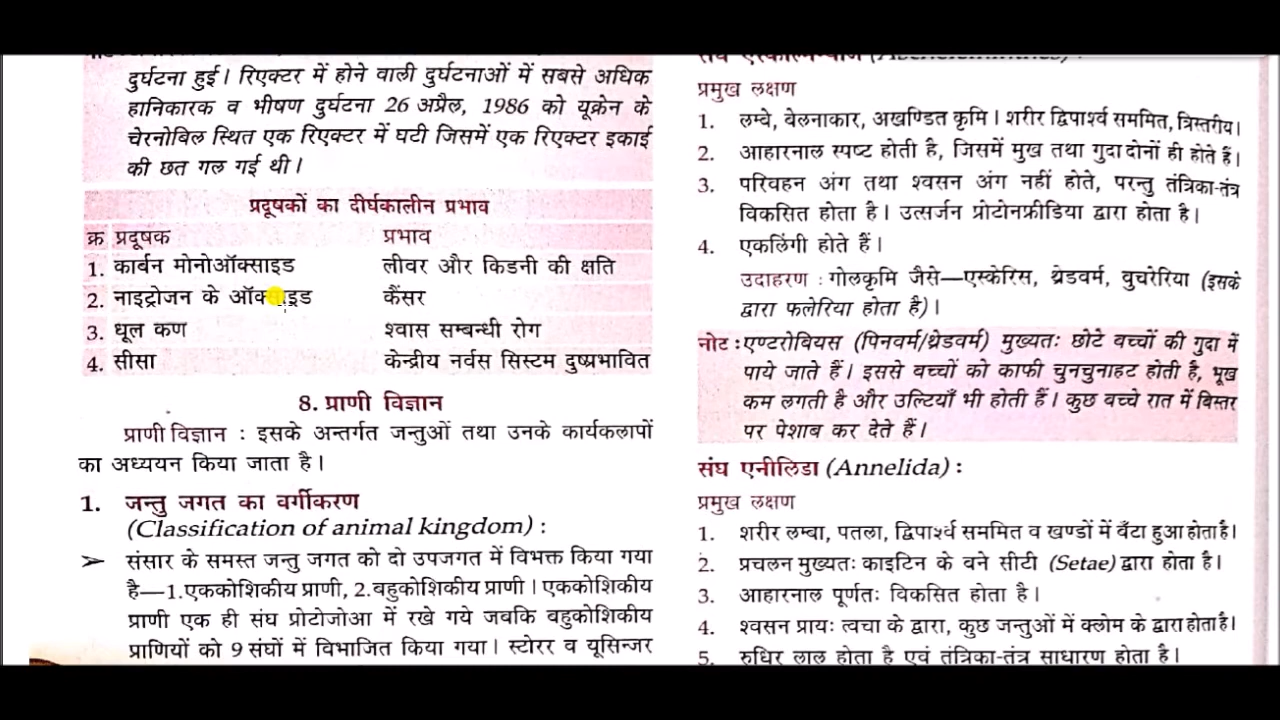 दुर्घटना हुई। रिएक्टर में होने वाली दुर्घटनाओं में सबसे अधिक
हानिकारक व भीषण दुर्घटना 26 अप्रैल, 1986 को यूक्रेन के
चेरनोबिल स्थित एक रिएक्टर में घटी जिसमें एक रिएक्टर इकाई
की छत गल गई थी।
प्रदूषकों का दीर्घकालीन प्रभाव
क्र प्रदूषक प्रभाव
1. कार्बन मोनोऑक्साइड लीवर और किडनी की क्षति
2. नाइट्रोजन के ऑक्साइड कैंसर
3. धूल कण श्वास सम्बन्धी रोग
4. सीसा केन्द्रीय नर्वस सिस्टम दुष्प्रभावित
8. प्राणी विज्ञान
प्राणी विज्ञान : इसके अन्तर्गत जन्तुओं तथा उनके कार्यकलापों
का अध्ययन किया जाता है।
1. जन्तु जगत का वर्गीकरण
(Classification of animal kingdom) :
➢ संसार के समस्त जन्तु जगत को दो उपजगत में विभक्त किया गया
है—1.एककोशिकीय प्राणी, 2.बहुकोशिकीय प्राणी। एककोशिकीय
प्राणी एक ही संघ प्रोटोजोआ में रखे गये जबकि बहुकोशिकीय
प्राणियों को 9 संघों में विभाजित किया गया। स्टोरर व यूसिन्जर
प्रमुख लक्षण
1. लम्बे, बेलनाकार, अखण्डित कृमि। शरीर द्विपार्श्व सममित, त्रिस्तरीय।
2. आहारनाल स्पष्ट होती है, जिसमें मुख तथा गुदा दोनों ही होते हैं।
3. परिवहन अंग तथा श्वसन अंग नहीं होते, परन्तु तंत्रिका-तंत्र
विकसित होता है। उत्सर्जन प्रोटोनफ्रीडिया द्वारा होता है।
4. एकलिंगी होते हैं।
उदाहरण : गोलकृमि जैसे—एस्केरिस, थ्रेडवर्म, वुचरेरिया (इसके
द्वारा फलेरिया होता है)।
नोट : एण्टरोबियस (पिनवर्म/थ्रेडवर्म) मुख्यतः छोटे बच्चों की गुदा में
पाये जाते हैं। इससे बच्चों को काफी चुनचुनाहट होती है, भूख
कम लगती है और उल्टियाँ भी होती हैं। कुछ बच्चे रात में बिस्तर
पर पेशाब कर देते हैं।
संघ एनीलिडा (Annelida) :
प्रमुख लक्षण
1. शरीर लम्बा, पतला, द्विपार्श्व सममित व खण्डों में बँटा हुआ होता है।
2. प्रचलन मुख्यतः काइटिन के बने सीटी (Setae) द्वारा होता है।
3. आहारनाल पूर्णतः विकसित होता है।
4. श्वसन प्रायः त्वचा के द्वारा, कुछ जन्तुओं में क्लोम के द्वारा होता है।
5. रुधिर लाल होता है एवं तंत्रिका-तंत्र साधारण होता है।